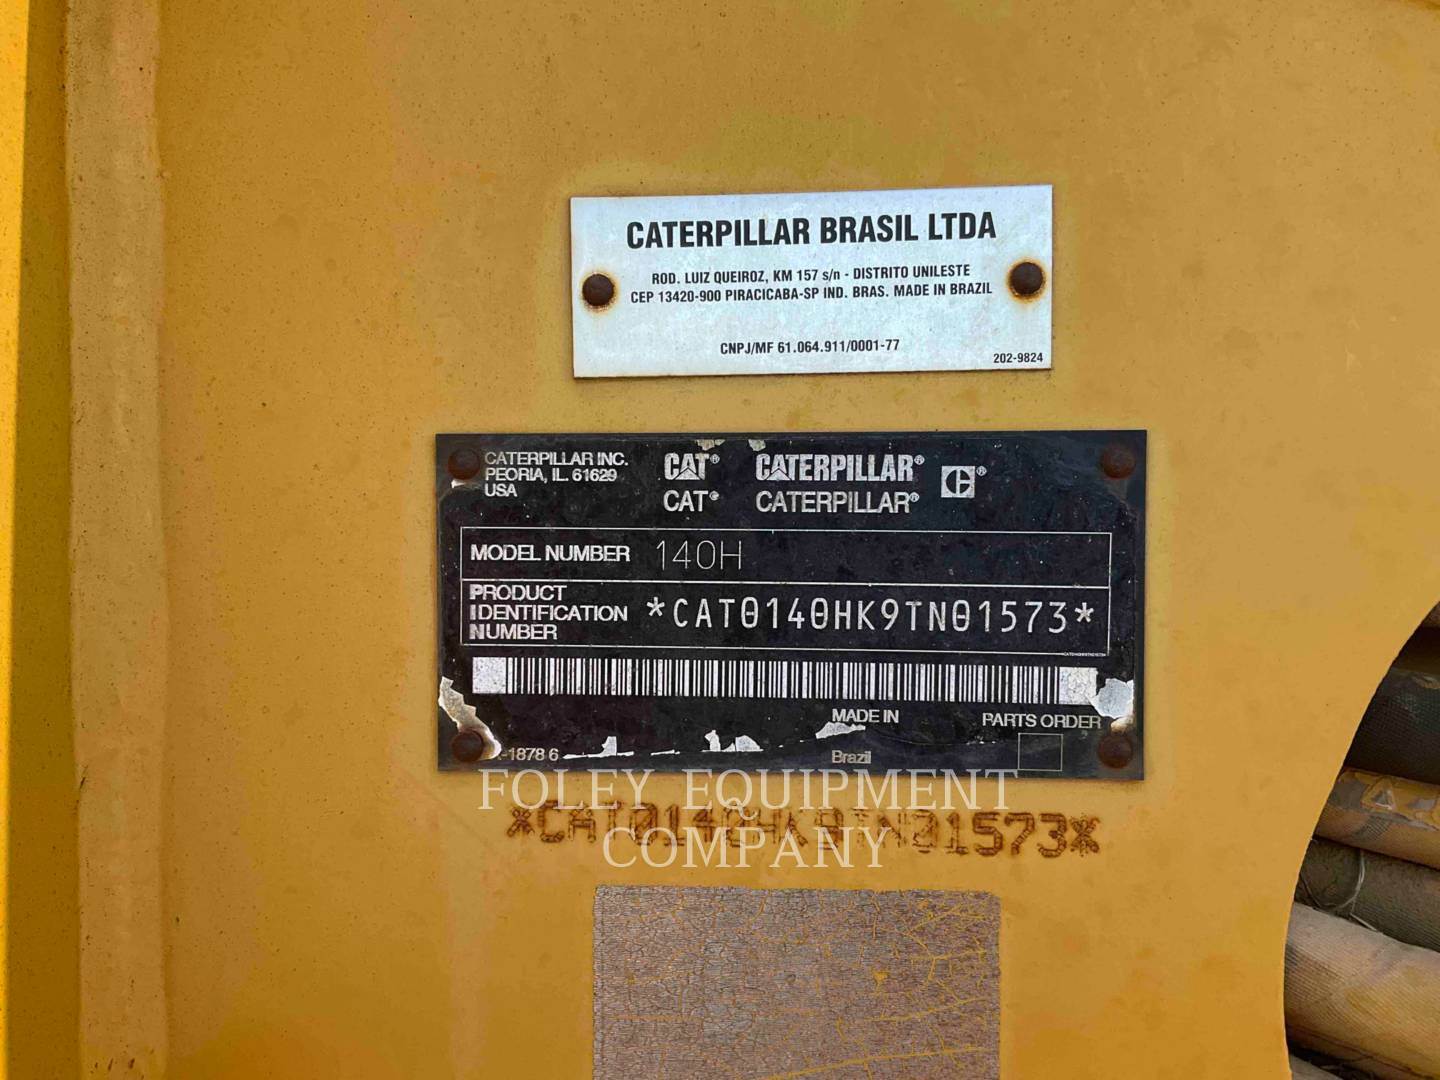 CATERPILLAR BRASIL LTDA
ROD. LUIZ QUEIROZ, KM 157 s/n - DISTRITO UNILESTE
CEP 13420-900 PIRACICABA-SP IND. BRAS. MADE IN BRAZIL
CNPJ/MF 61.064.911/0001-77
202-9824
CATERPILLAR INC.
PEORIA, IL. 61629
USA
CAT® CATERPILLAR® ®
CAT® CATERPILLAR®
MODEL NUMBER 140H
PRODUCT
IDENTIFICATION
NUMBER
*CAT0140HK9TN01573*
MADE IN
PARTS ORDER
-1878 6
Brazil
FOLEY EQUIPMENT
*CAT0140HK9TN01573*
COMPANY